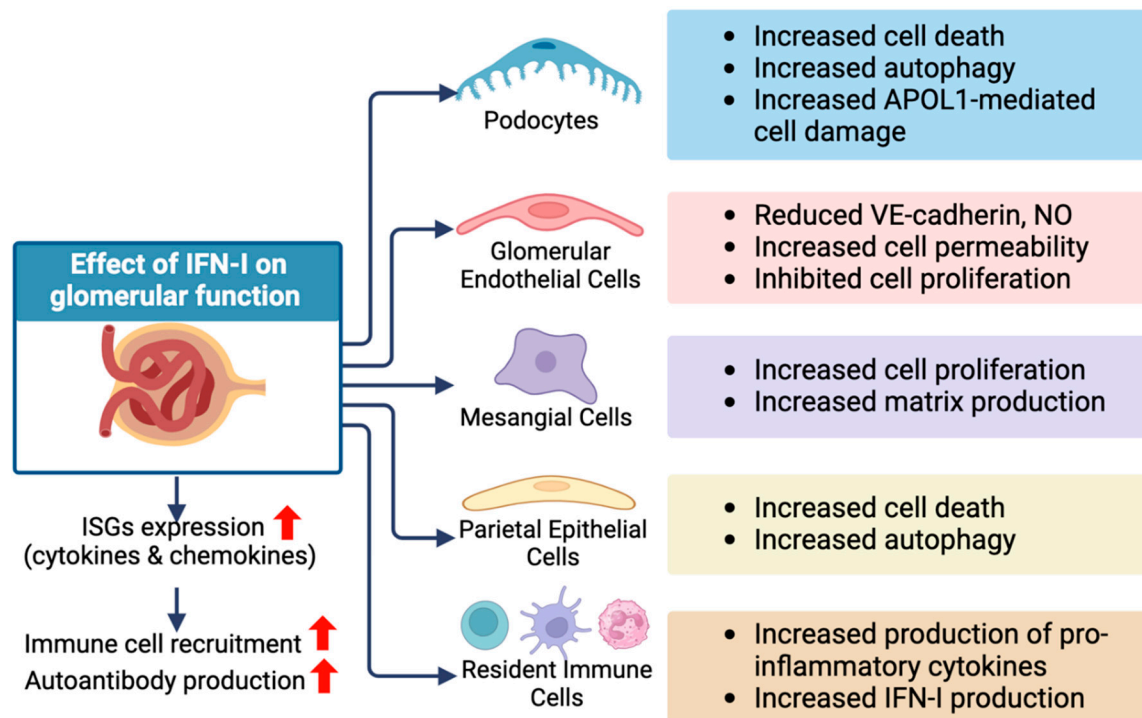 Effect of IFN-I on
glomerular function
ISGs expression
(cytokines & chemokines)
Immune cell recruitment
Autoantibody production
Podocytes
• Increased cell death
• Increased autophagy
• Increased APOL1-mediated
cell damage
Glomerular
Endothelial Cells
• Reduced VE-cadherin, NO
• Increased cell permeability
• Inhibited cell proliferation
Mesangial Cells
• Increased cell proliferation
• Increased matrix production
Parietal Epithelial
Cells
• Increased cell death
• Increased autophagy
Resident Immune
Cells
• Increased production of pro-
inflammatory cytokines
• Increased IFN-I production